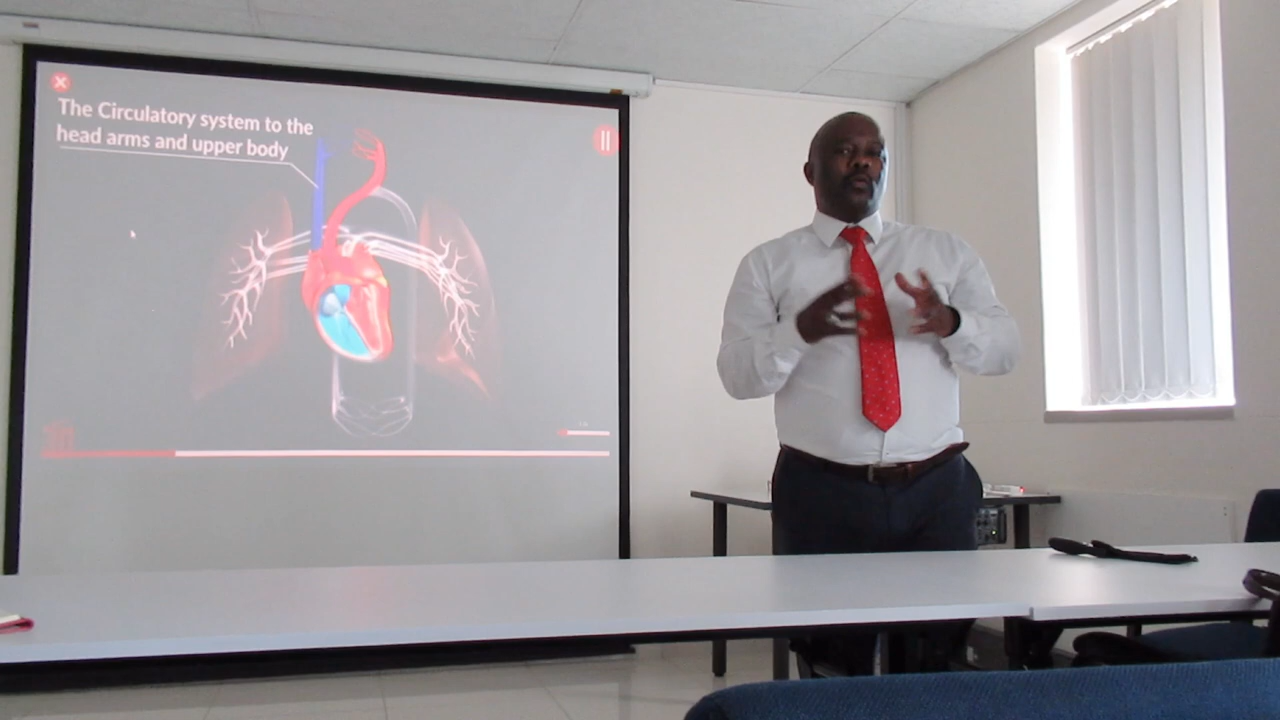 The Circulatory system to the
head arms and upper body